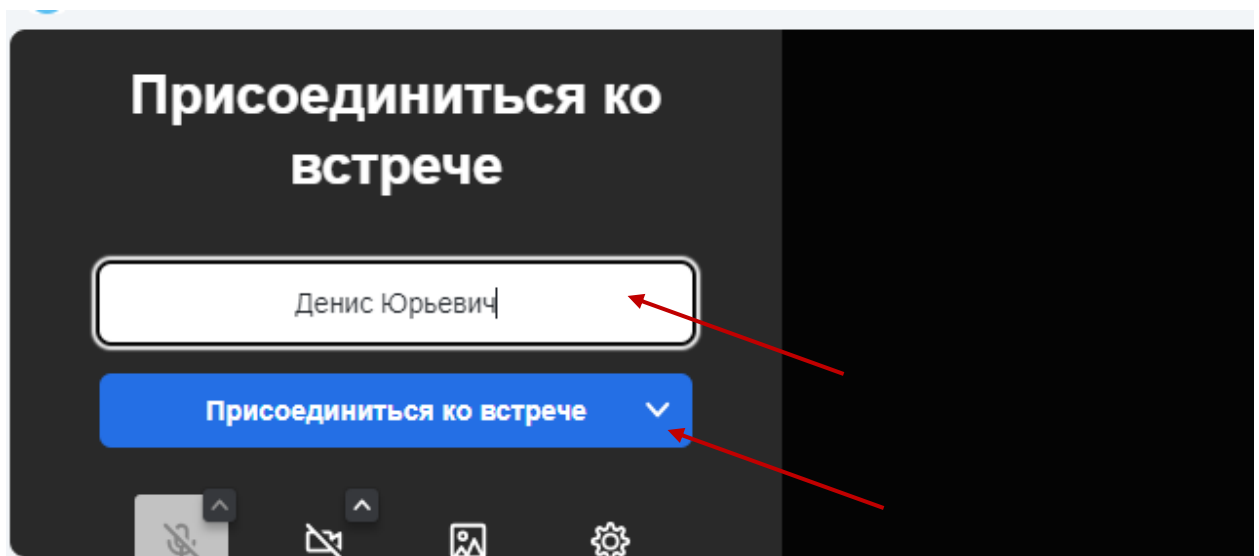 Присоединиться ко
встрече
Денис Юрьевич
Присоединиться ко встрече